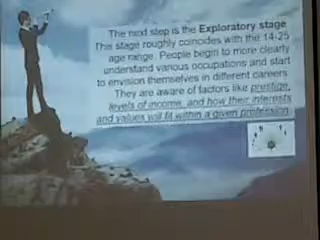 The next step is the Exploratory stage
This stage roughly coincides with the 14-25
age range. People begin to more clearly
understand various occupations and start
to envision themselves in different careers.
They are aware of factors like prestige,
levels of income, and how their interests
and values will fit within a given profession.